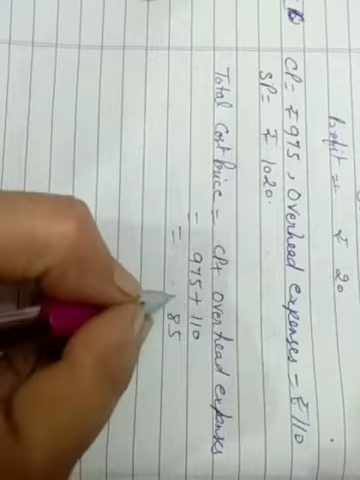 Profit = ₹ 20
CP = ₹ 975, Overhead expenses = ₹ 110
SP = ₹ 1020.
Total Cost Price = CP + Overhead expenses
= 975 + 110
= 85